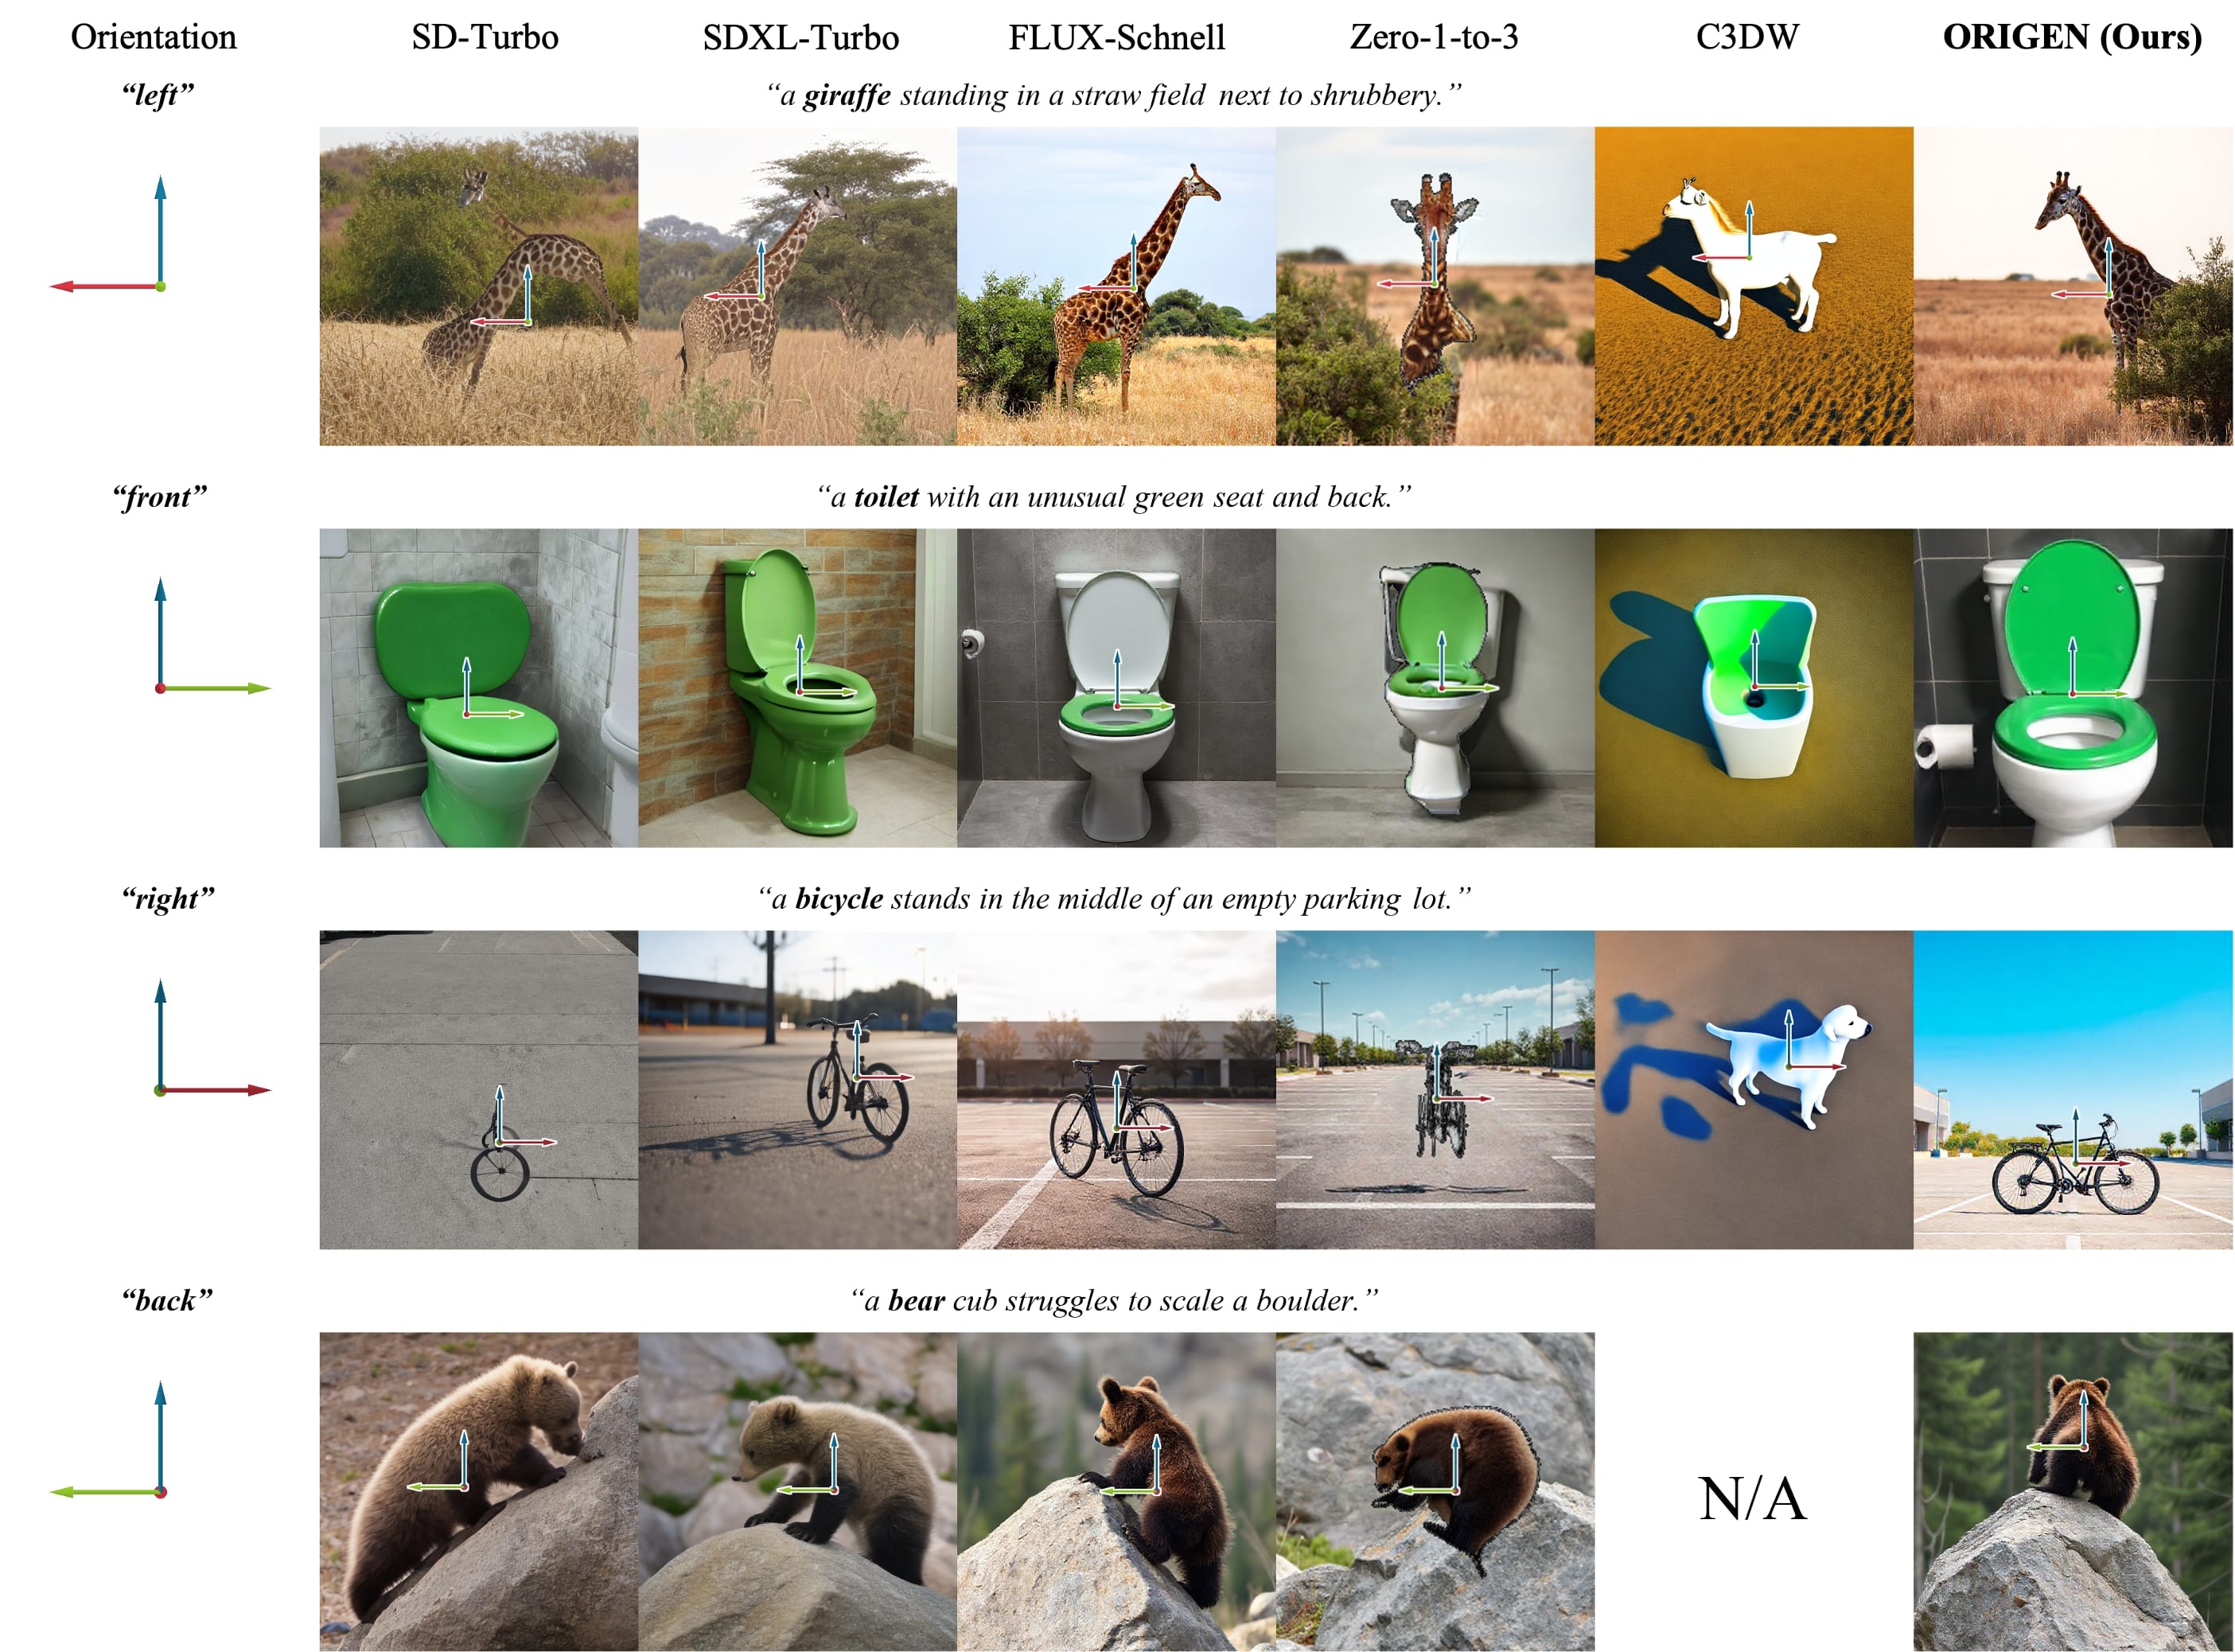 Orientation SD-Turbo SDXL-Turbo FLUX-Schnell Zero-1-to-3 C3DW ORIGEN (Ours)
“left” “a giraffe standing in a straw field next to shrubbery.”
“front” “a toilet with an unusual green seat and back.”
“right” “a bicycle stands in the middle of an empty parking lot.”
“back” “a bear cub struggles to scale a boulder.”
N/A